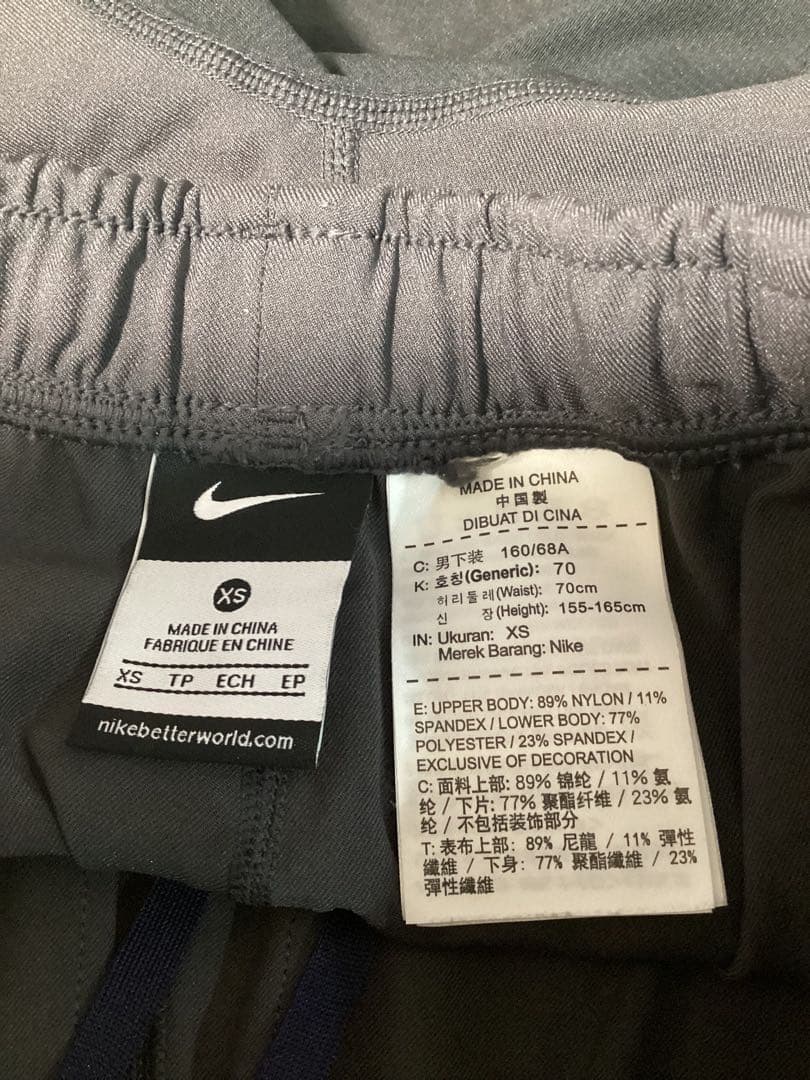 XS
MADE IN CHINA
FABRIQUE EN CHINE
XS TP ECH EP
nikebetterworld.com
MADE IN CHINA
中国製
DIBUAT DI CINA
C: 男下装 160/68A
K: 호칭(Generic): 70
허리둘레(Waist): 70cm
신 장(Height): 155-165cm
IN: Ukuran: XS
Merek Barang: Nike
E: UPPER BODY: 89% NYLON / 11%
SPANDEX / LOWER BODY: 77%
POLYESTER / 23% SPANDEX /
EXCLUSIVE OF DECORATION
C: 面料上部: 89% 锦纶 / 11% 氨
纶 / 下片: 77% 聚酯纤维 / 23% 氨
纶 / 不包括装饰部分
T: 表布上部: 89% 尼龍 / 11% 彈性
纖維 / 下身: 77% 聚酯纖維 / 23%
彈性纖維